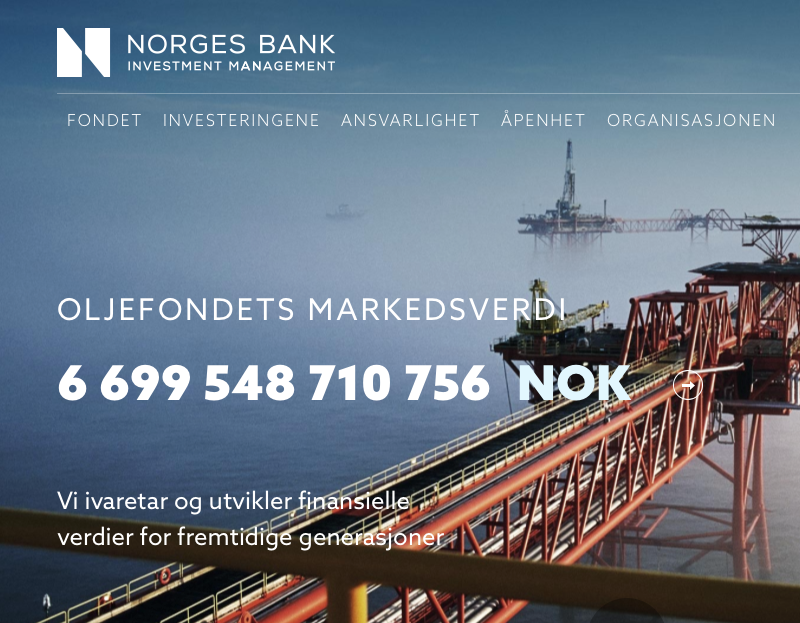 NORGES BANK
INVESTMENT MANAGEMENT
FONDET INVESTERINGENE ANSVARLIGHET ÅPENHET ORGANISASJONEN
OLJEFONDETS MARKEDSVERDI
6 699 548 710 756 NOK
Vi ivaretar og utvikler finansielle
verdier for fremtidige generasjoner